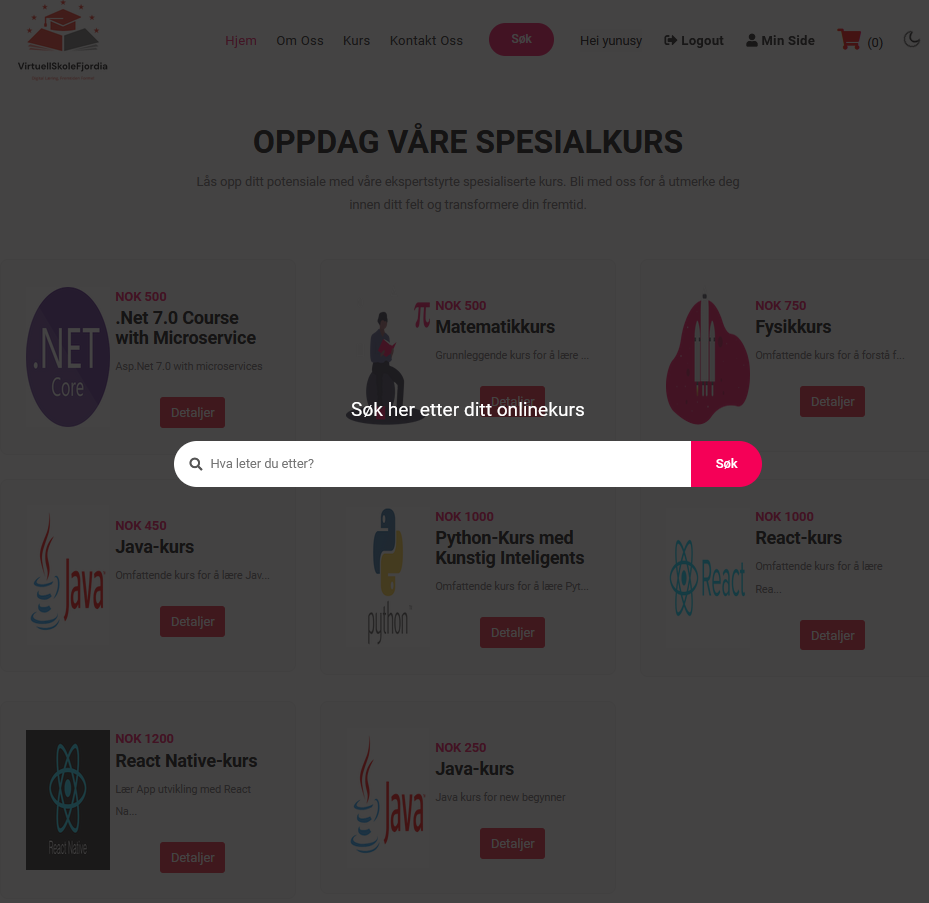 VirtuellSkoleFjordia
Hjem Om Oss Kurs Kontakt Oss Søk Hei yunusy Logout Min Side (0)
OPPDAG VÅRE SPESIALKURS
Lås opp ditt potensiale med våre ekspertstyrte spesialiserte kurs. Bli med oss for å utmerke deg
innen ditt felt og transformere din fremtid.
.NET
Core
NOK 500
.Net 7.0 Course
with Microservice
Asp.Net 7.0 with microservices
Detaljer
π
NOK 500
Matematikkurs
Grunnleggende kurs for å lære ...
Detaljer
NOK 750
Fysikkurs
Omfattende kurs for å forstå f...
Detaljer
Søk her etter ditt onlinekurs
Hva leter du etter?
Søk
Java
NOK 450
Java-kurs
Omfattende kurs for å lære Jav...
Detaljer
python
NOK 1000
Python-Kurs med
Kunstig Inteligents
Omfattende kurs for å lære Pyt...
Detaljer
React
NOK 1000
React-kurs
Omfattende kurs for å lære
Rea...
Detaljer
React Native
NOK 1200
React Native-kurs
Lær App utvikling med React
Na...
Detaljer
Java
NOK 250
Java-kurs
Java kurs for new begynner
Detaljer